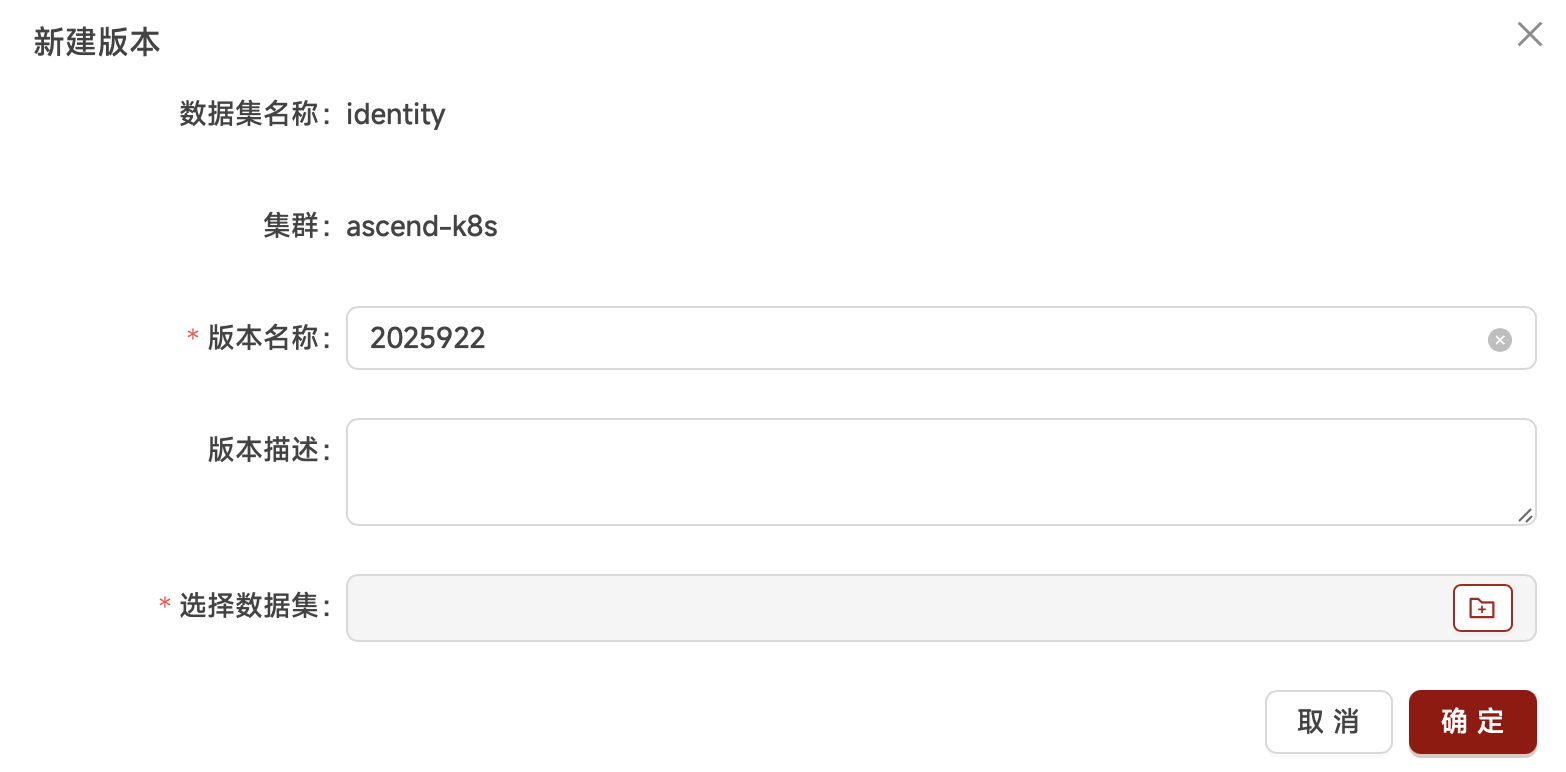 新建版本
数据集名称： identity
集群： ascend-k8s
* 版本名称： 2025922
版本描述：
* 选择数据集：
取 消 确 定